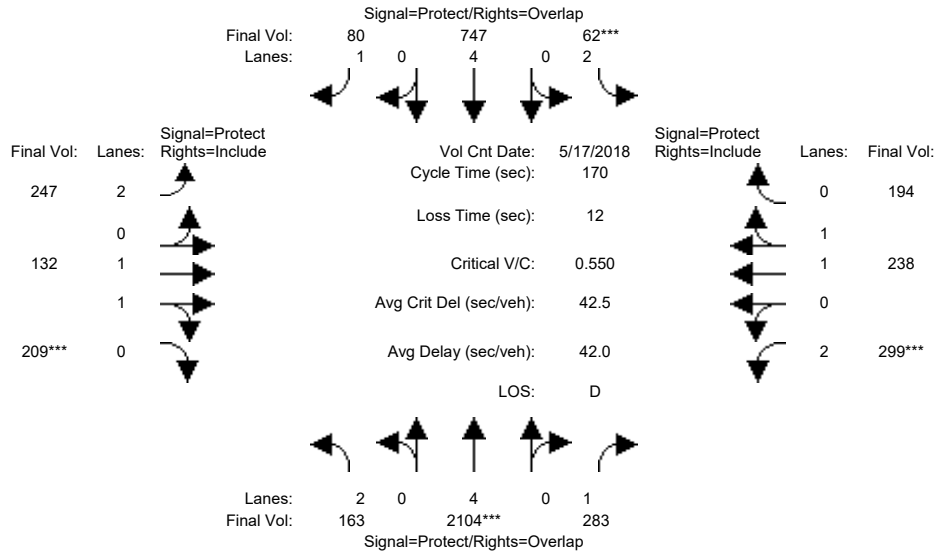 Signal=Protect/Rights=Overlap
Final Vol: 80 747 62***
Lanes: 1 0 4 0 2
Signal=Protect
Final Vol: Lanes: Rights=Include
Vol Cnt Date: 5/17/2018
Signal=Protect
Rights=Include Lanes: Final Vol:
Cycle Time (sec): 170
247 2
0 194
Loss Time (sec): 12
0
1
132 1
Critical V/C: 0.550
1 238
1
Avg Crit Del (sec/veh): 42.5
0
209*** 0
Avg Delay (sec/veh): 42.0
2 299***
LOS: D
Lanes: 2 0 4 0 1
Final Vol: 163 2104*** 283
Signal=Protect/Rights=Overlap